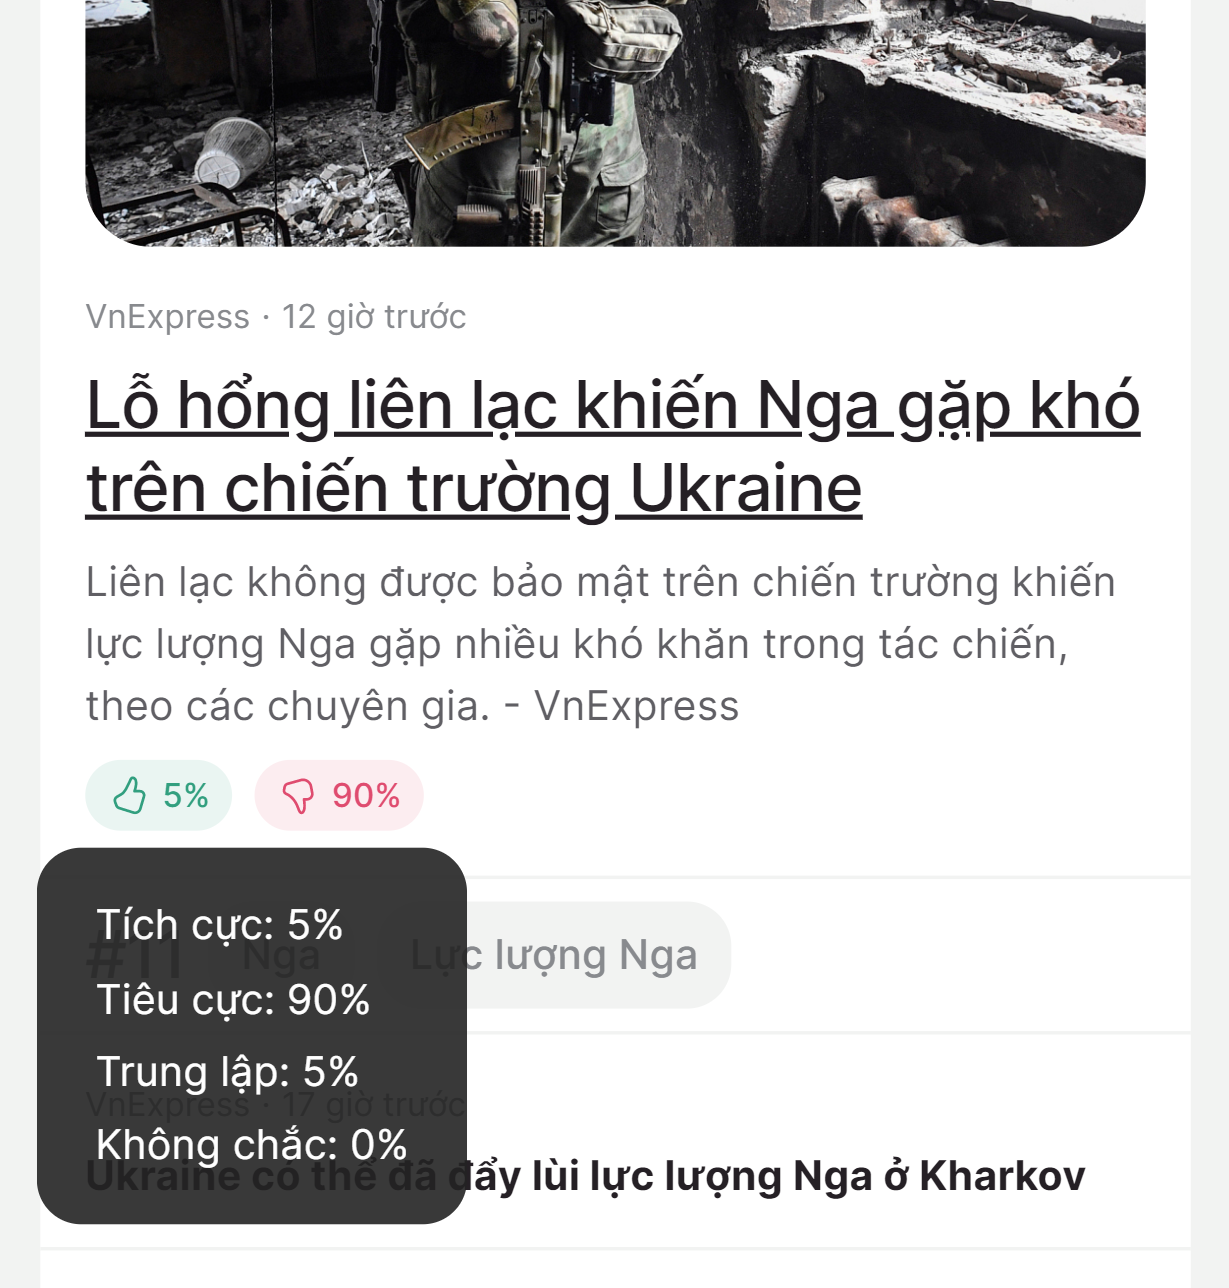 VnExpress · 12 giờ trước
Lỗ hổng liên lạc khiến Nga gặp khó
trên chiến trường Ukraine
Liên lạc không được bảo mật trên chiến trường khiến
lực lượng Nga gặp nhiều khó khăn trong tác chiến,
theo các chuyên gia. - VnExpress
5% 90%
Tích cực: 5%
#11 Nga Lực lượng Nga
Tiêu cực: 90%
Trung lập: 5%
VnExpress · 17 giờ trước
Không chắc: 0%
Ukraine có thể đã đẩy lùi lực lượng Nga ở Kharkov